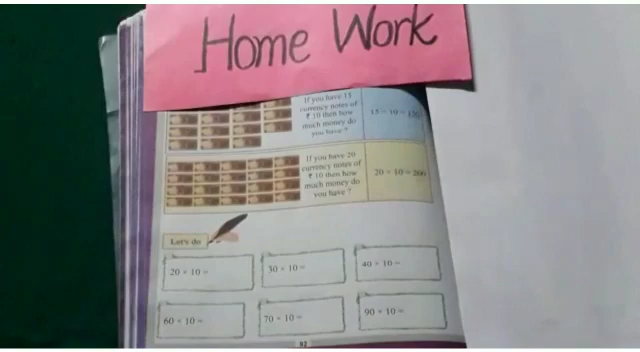 Home Work
If you have 15
currency notes of
₹ 10 then how
much money do
you have ?
15 × 10 = 150
If you have 20
currency notes of
₹ 10 then how
much money do
you have ?
20 × 10 = 200
Let's do
20 × 10 =
30 × 10 =
40 × 10 =
60 × 10 =
70 × 10 =
90 × 10 =
92